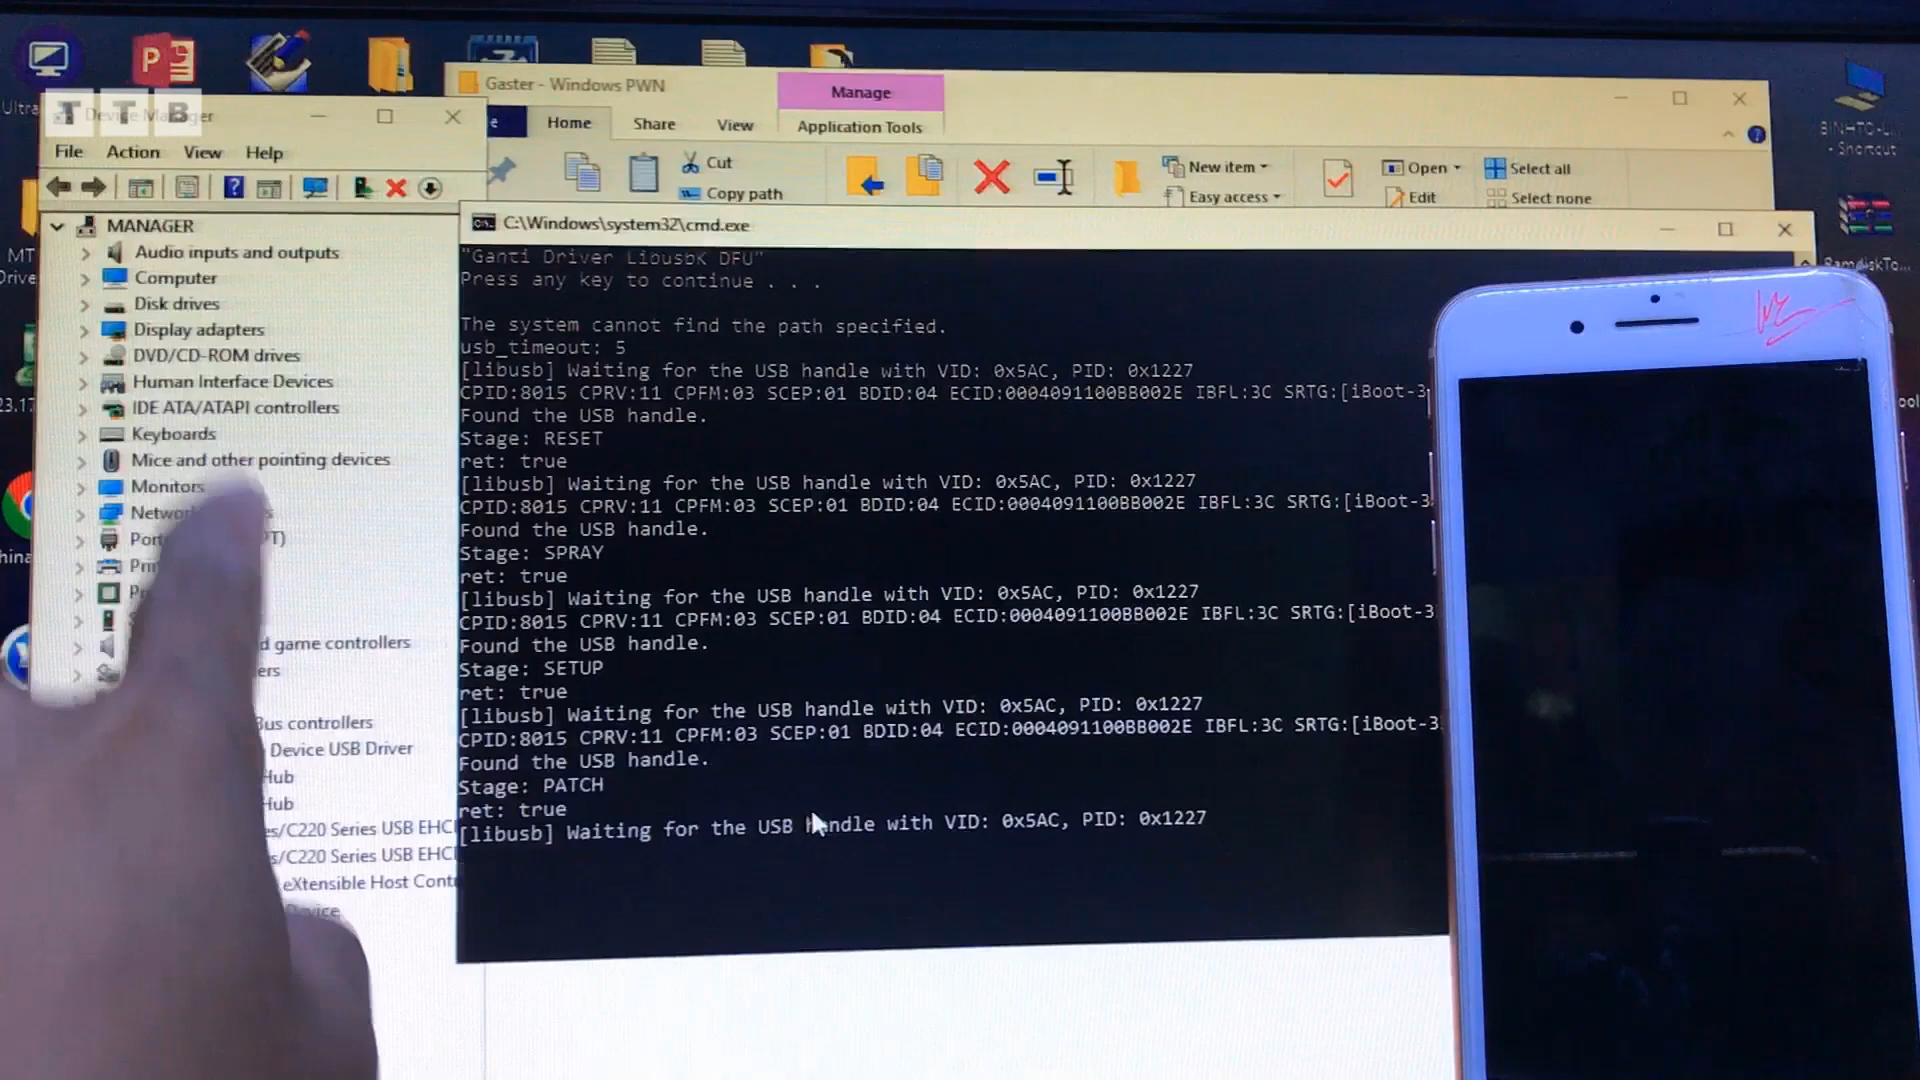 T T B
Device Manager
File Action View Help
MANAGER
Audio inputs and outputs
Computer
Disk drives
Display adapters
DVD/CD-ROM drives
Human Interface Devices
IDE ATA/ATAPI controllers
Keyboards
Mice and other pointing devices
Monitors
Network
d game controllers
Bus controllers
Device USB Driver
Hub
Hub
es/C220 Series USB EHCI
s/C220 Series USB EHCI
eXtensible Host Contr
Device
Gaster - Windows PWN
Manage
Home Share View Application Tools
Cut
Copy path
New item
Easy access
Open
Edit
Select all
Select none
C:\Windows\system32\cmd.exe
"Ganti Driver LibusbK DFU"
Press any key to continue . . .
The system cannot find the path specified.
usb_timeout: 5
[libusb] Waiting for the USB handle with VID: 0x5AC, PID: 0x1227
CPID:8015 CPRV:11 CPFM:03 SCEP:01 BDID:04 ECID:0004091100BB002E IBFL:3C SRTG:[iBoot-3
Found the USB handle.
Stage: RESET
ret: true
[libusb] Waiting for the USB handle with VID: 0x5AC, PID: 0x1227
CPID:8015 CPRV:11 CPFM:03 SCEP:01 BDID:04 ECID:0004091100BB002E IBFL:3C SRTG:[iBoot-3
Found the USB handle.
Stage: SPRAY
ret: true
[libusb] Waiting for the USB handle with VID: 0x5AC, PID: 0x1227
CPID:8015 CPRV:11 CPFM:03 SCEP:01 BDID:04 ECID:0004091100BB002E IBFL:3C SRTG:[iBoot-3
Found the USB handle.
Stage: SETUP
ret: true
[libusb] Waiting for the USB handle with VID: 0x5AC, PID: 0x1227
CPID:8015 CPRV:11 CPFM:03 SCEP:01 BDID:04 ECID:0004091100BB002E IBFL:3C SRTG:[iBoot-3
Found the USB handle.
Stage: PATCH
ret: true
[libusb] Waiting for the USB handle with VID: 0x5AC, PID: 0x1227
- Shortcut